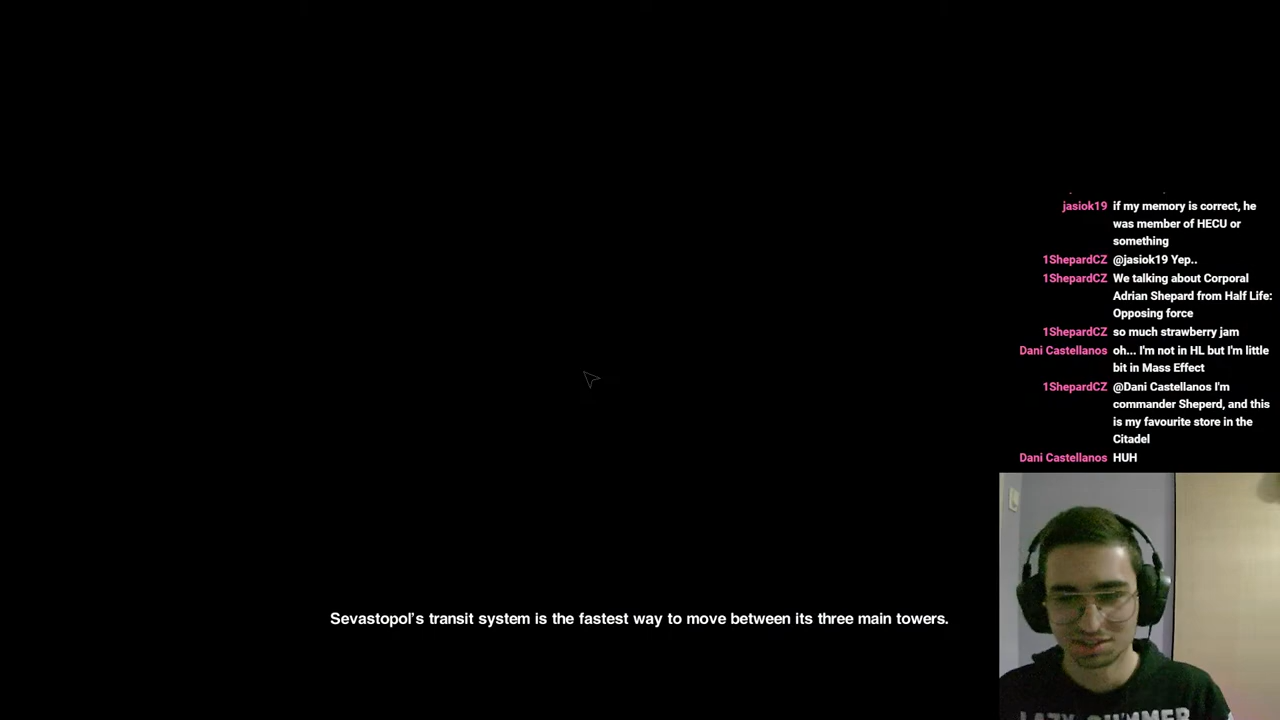 jasiok19 if my memory is correct, he
was member of HECU or
something
1ShepardCZ @jasiok19 Yep..
1ShepardCZ We talking about Corporal
Adrian Shepard from Half Life:
Opposing force
1ShepardCZ so much strawberry jam
Dani Castellanos oh... I'm not in HL but I'm little
bit in Mass Effect
1ShepardCZ @Dani Castellanos I'm
commander Sheperd, and this
is my favourite store in the
Citadel
Dani Castellanos HUH
Sevastopol's transit system is the fastest way to move between its three main towers.